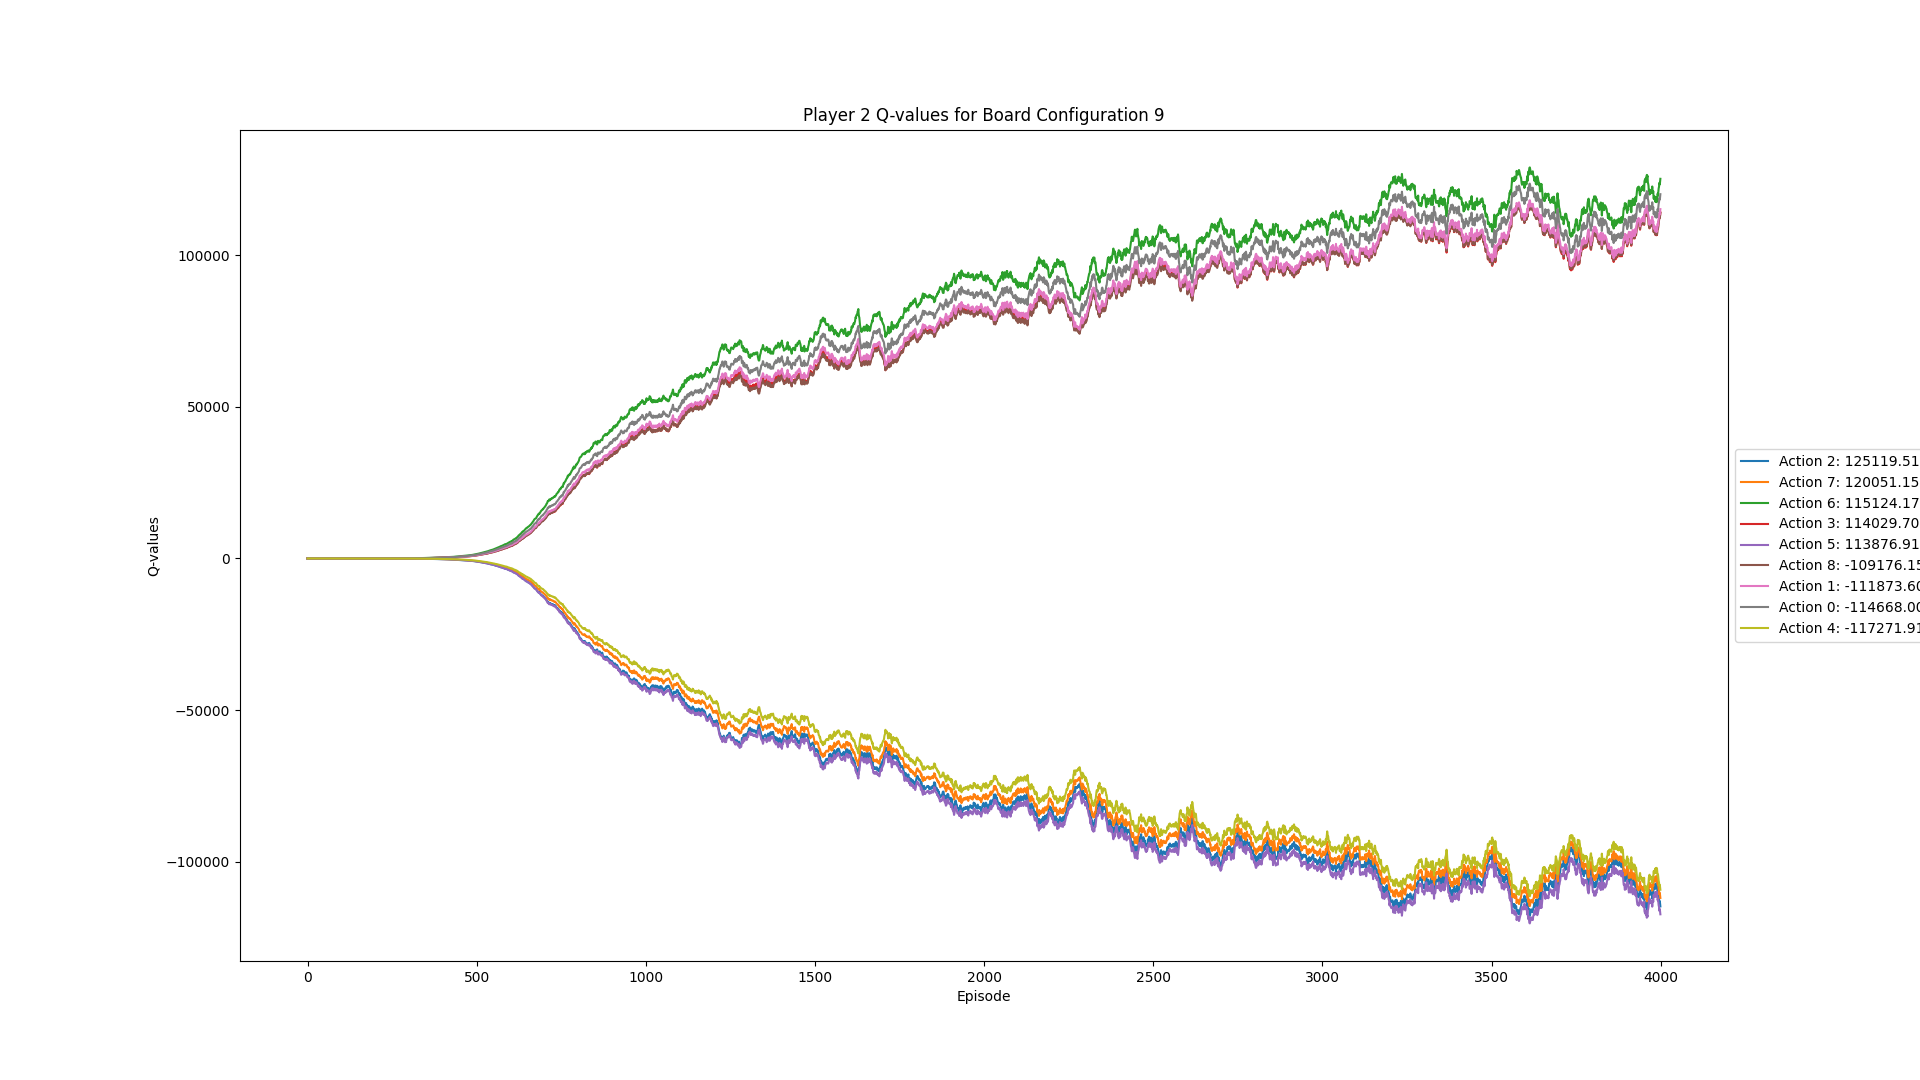 Player 2 Q-values for Board Configuration 9
100000
50000
0
−50000
−100000
Q-values
0
500
1000
1500
2000
2500
3000
3500
4000
Episode
Action 2: 125119.51
Action 7: 120051.15
Action 6: 115124.17
Action 3: 114029.70
Action 5: 113876.91
Action 8: -109176.15
Action 1: -111873.60
Action 0: -114668.00
Action 4: -117271.91